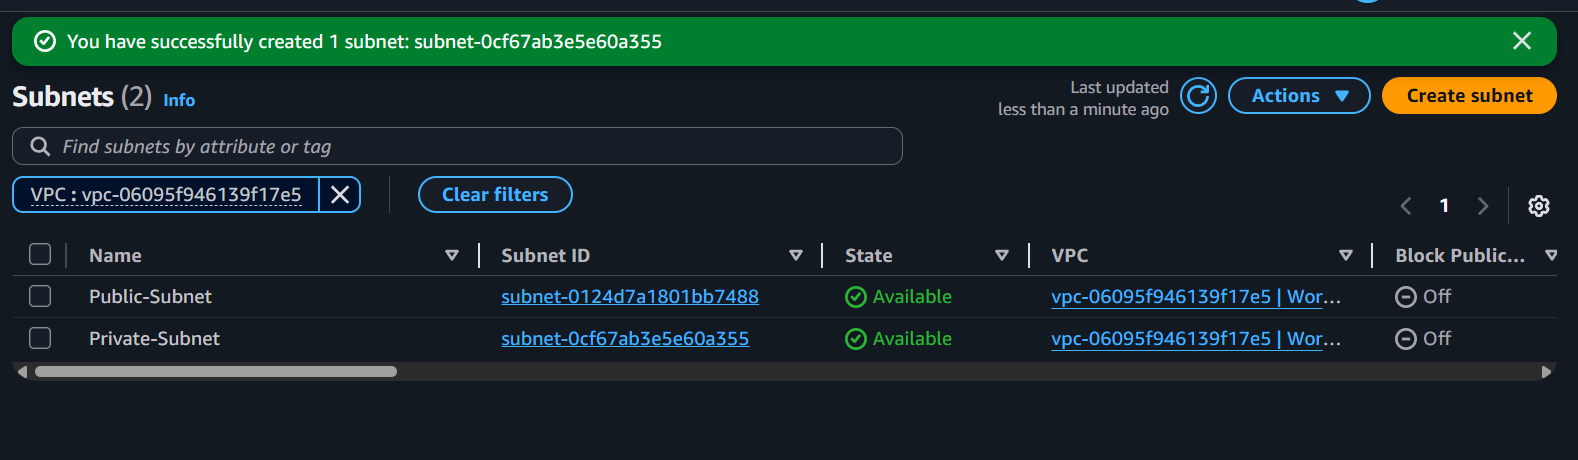 You have successfully created 1 subnet: subnet-0cf67ab3e5e60a355
Subnets (2) Info
Last updated
less than a minute ago
Actions
Create subnet
Find subnets by attribute or tag
VPC : vpc-06095f946139f17e5
Clear filters
1
Name Subnet ID State VPC Block Public...
Public-Subnet subnet-0124d7a1801bb7488 Available vpc-06095f946139f17e5 | Wor... Off
Private-Subnet subnet-0cf67ab3e5e60a355 Available vpc-06095f946139f17e5 | Wor... Off